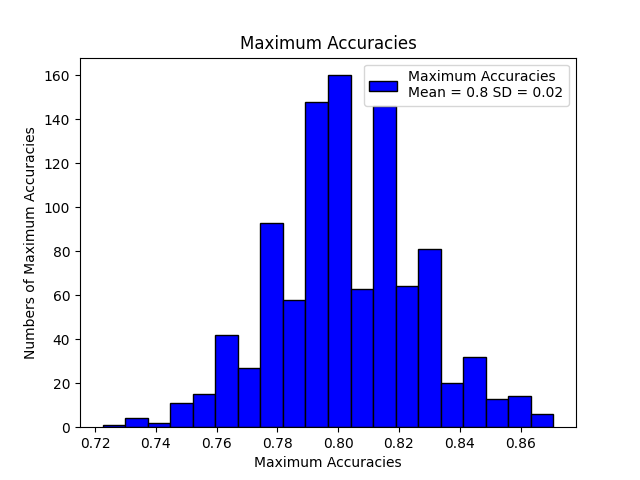 Maximum Accuracies
Maximum Accuracies
Mean = 0.8 SD = 0.02
Numbers of Maximum Accuracies
160
140
120
100
80
60
40
20
0
0.72 0.74 0.76 0.78 0.80 0.82 0.84 0.86
Maximum Accuracies